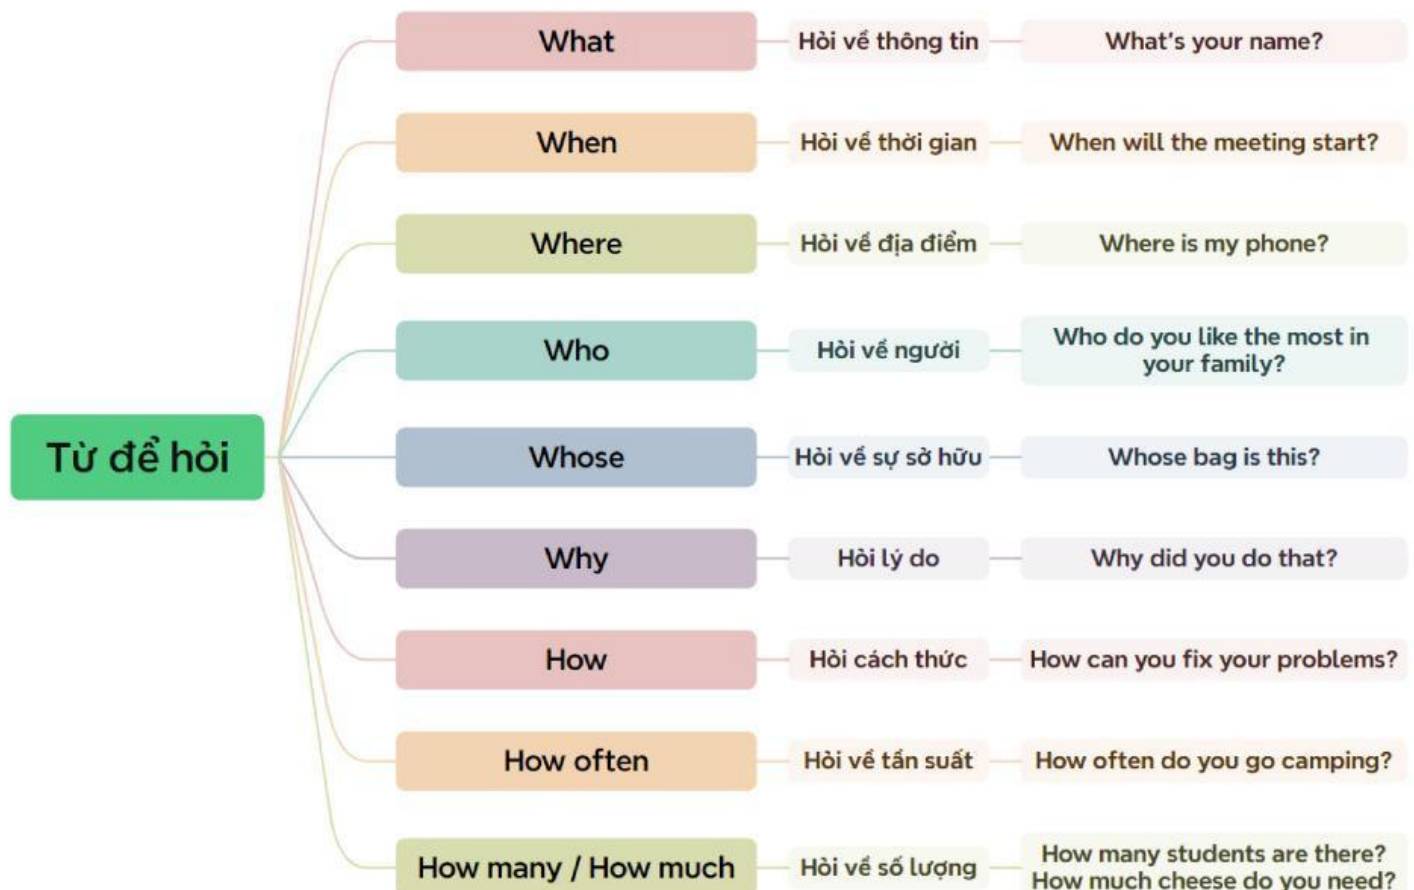 Từ để hỏi
What
Hỏi về thông tin
What's your name?
When
Hỏi về thời gian
When will the meeting start?
Where
Hỏi về địa điểm
Where is my phone?
Who
Hỏi về người
Who do you like the most in
your family?
Whose
Hỏi về sự sở hữu
Whose bag is this?
Why
Hỏi lý do
Why did you do that?
How
Hỏi cách thức
How can you fix your problems?
How often
Hỏi về tần suất
How often do you go camping?
How many / How much
Hỏi về số lượng
How many students are there?
How much cheese do you need?